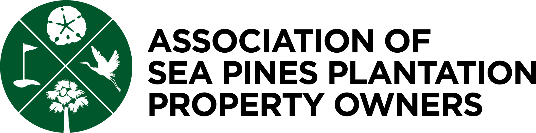 ASSOCIATION OF
SEA PINES PLANTATION
PROPERTY OWNERS